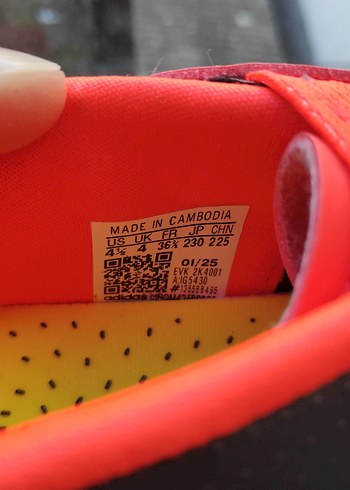 MADE IN CAMBODIA
US UK FR JP CHN
4½ 4 36⅔ 230 225
01/25
EVK 2K4001
A:IG5430
adidas